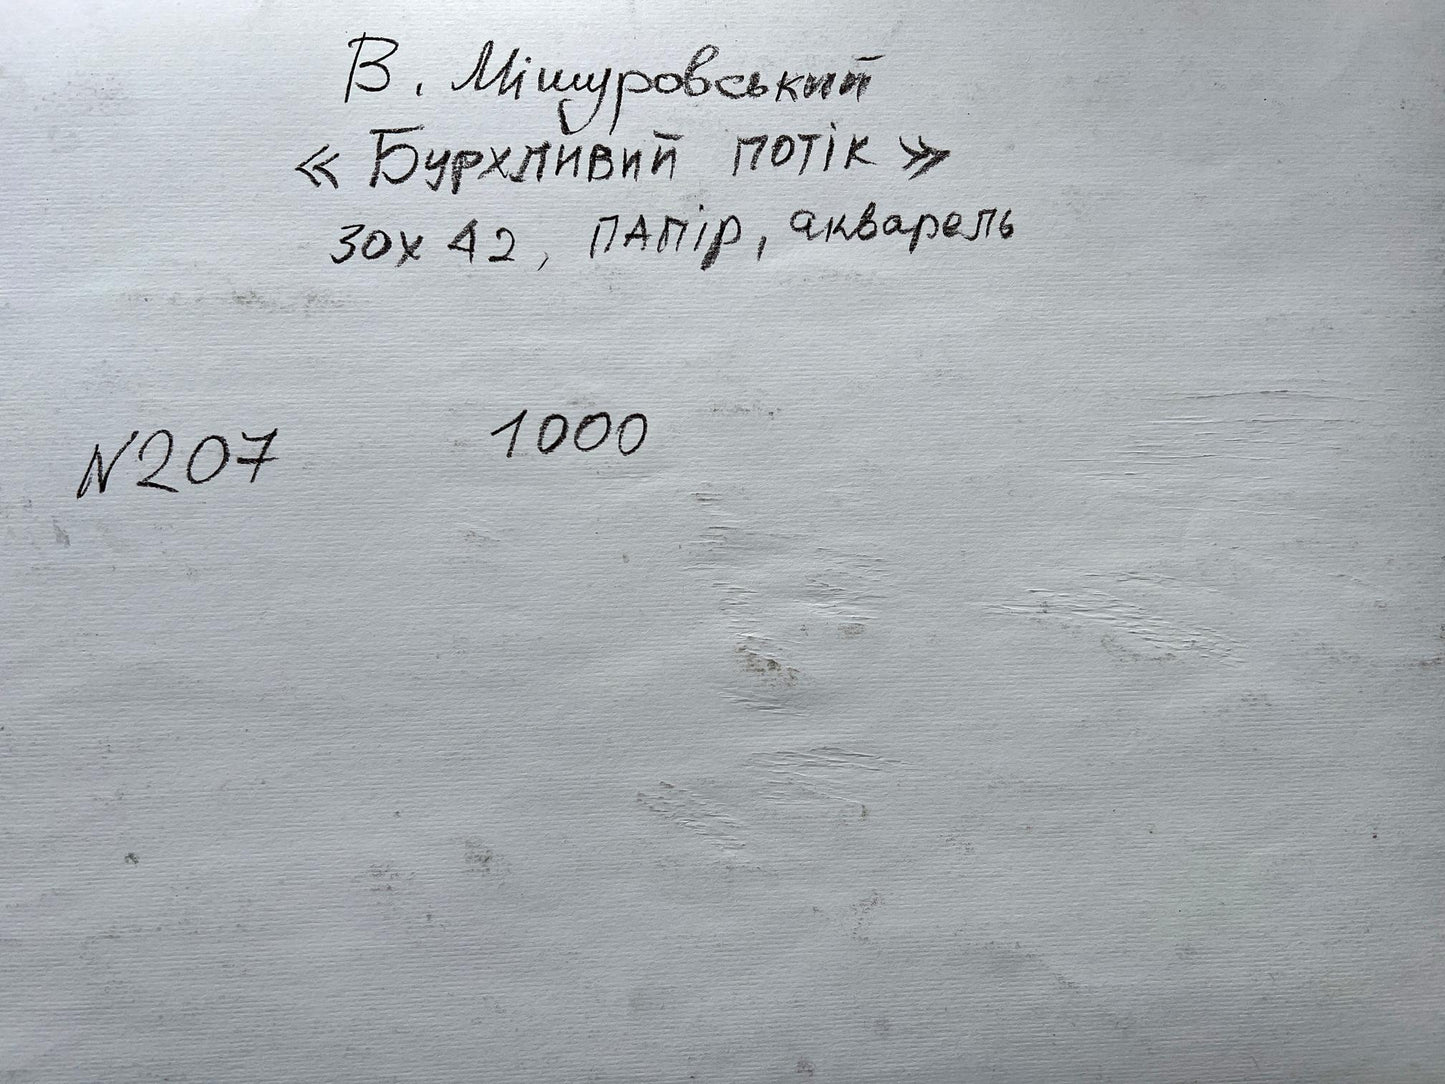 В. Мішуровський
« Бурхливий потік »
30х42, папір, акварель
N207 1000